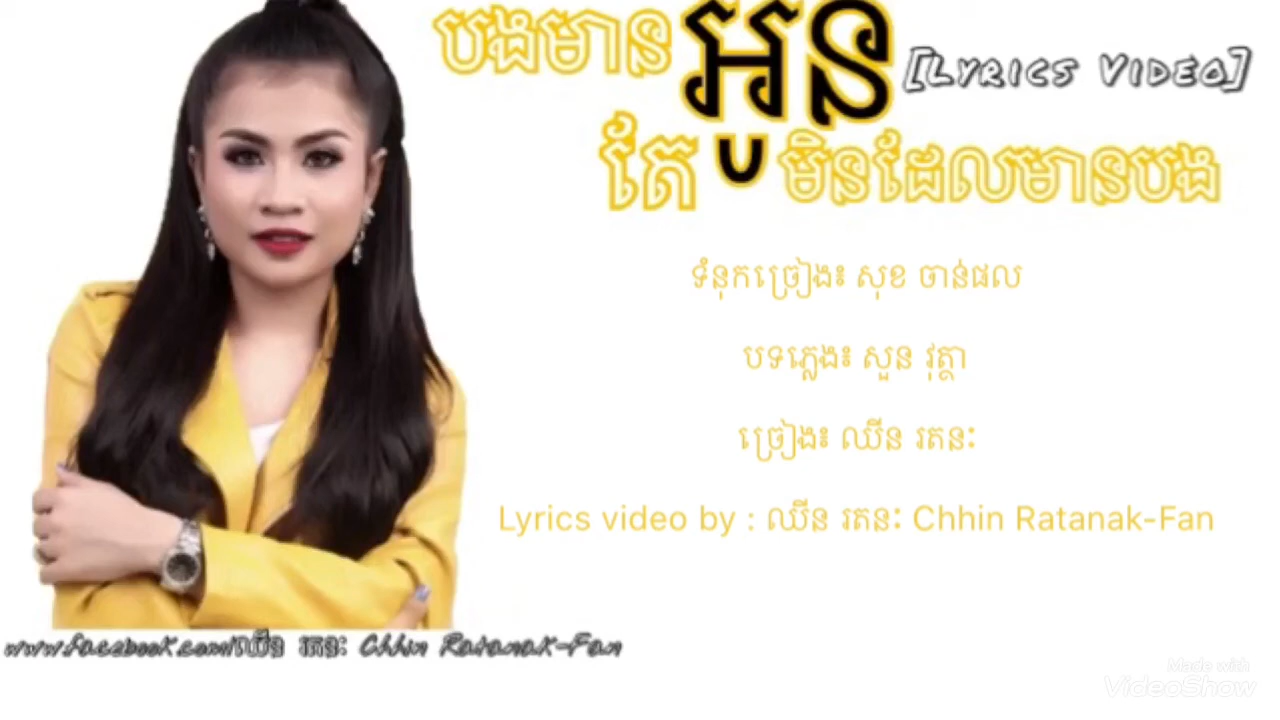 បងមានអូន [Lyrics Video]
តែមិនដែលមានបង
ទំនុកច្រៀង៖ សុខ ចាន់ផល
បទភ្លេង៖ សួន វុត្ថា
ច្រៀង៖ ឈីន រតនះ
Lyrics video by : ឈីន រតនះ Chhin Ratanak-Fan
www.facebook.com/ឈីន រតនះ Chhin Ratanak-Fan
Made with
VideoShow